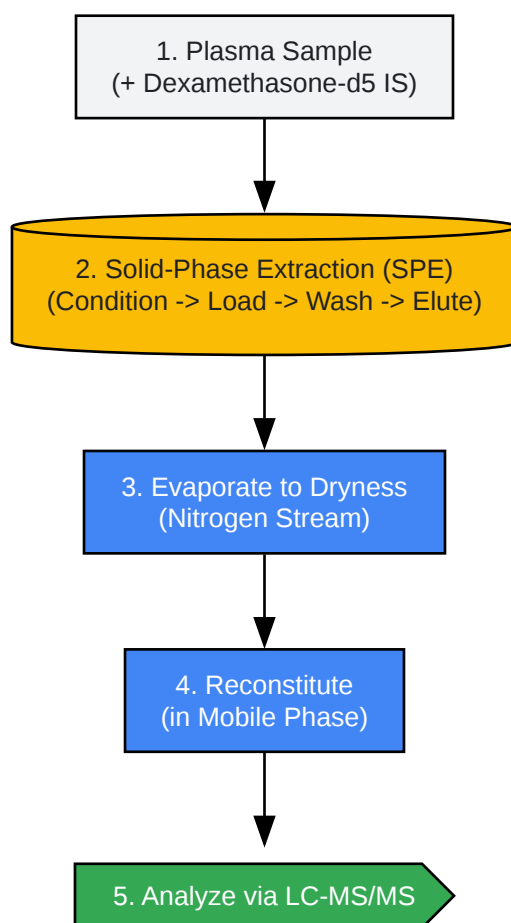 1. Plasma Sample
(+ Dexamethasone-d5 IS)
2. Solid-Phase Extraction (SPE)
(Condition -> Load -> Wash -> Elute)
3. Evaporate to Dryness
(Nitrogen Stream)
4. Reconstitute
(in Mobile Phase)
5. Analyze via LC-MS/MS